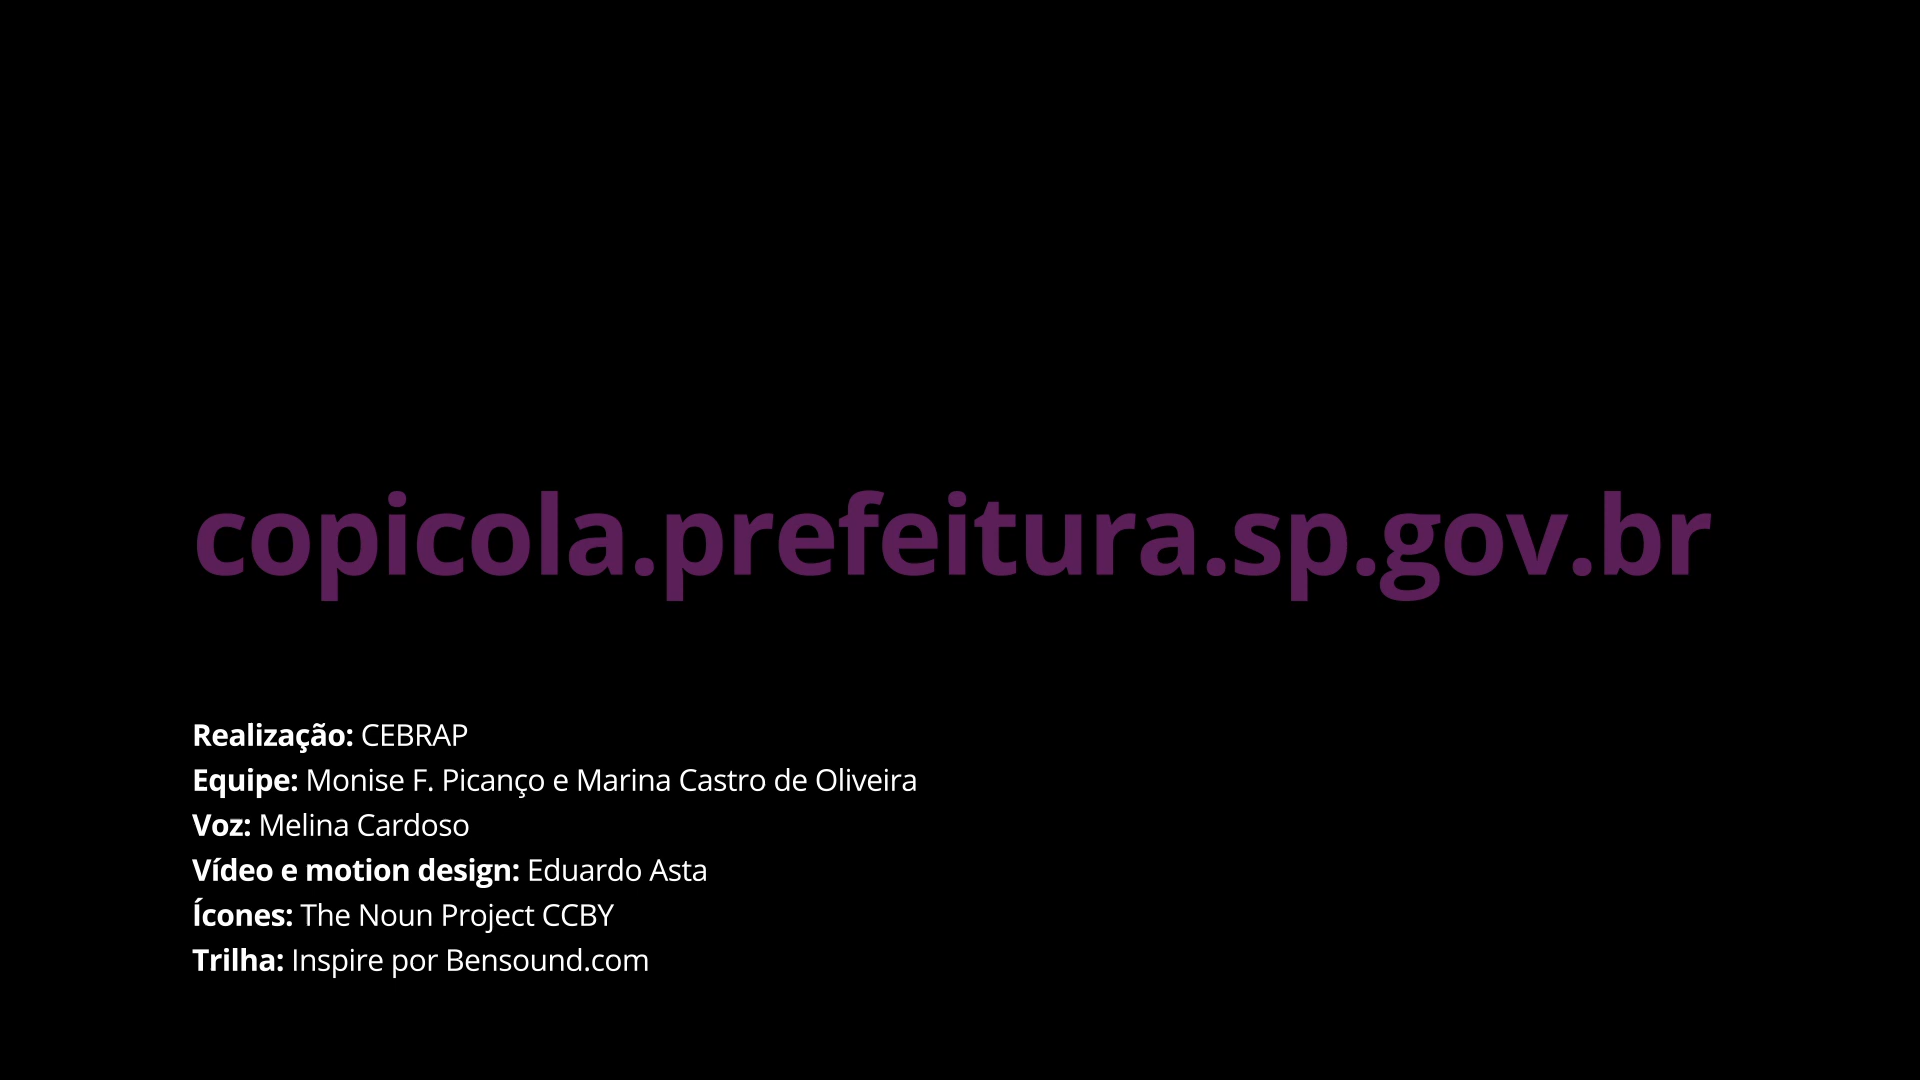 copicola.prefeitura.sp.gov.br
Realização: CEBRAP
Equipe: Monise F. Picanço e Marina Castro de Oliveira
Voz: Melina Cardoso
Vídeo e motion design: Eduardo Asta
Ícones: The Noun Project CCBY
Trilha: Inspire por Bensound.com